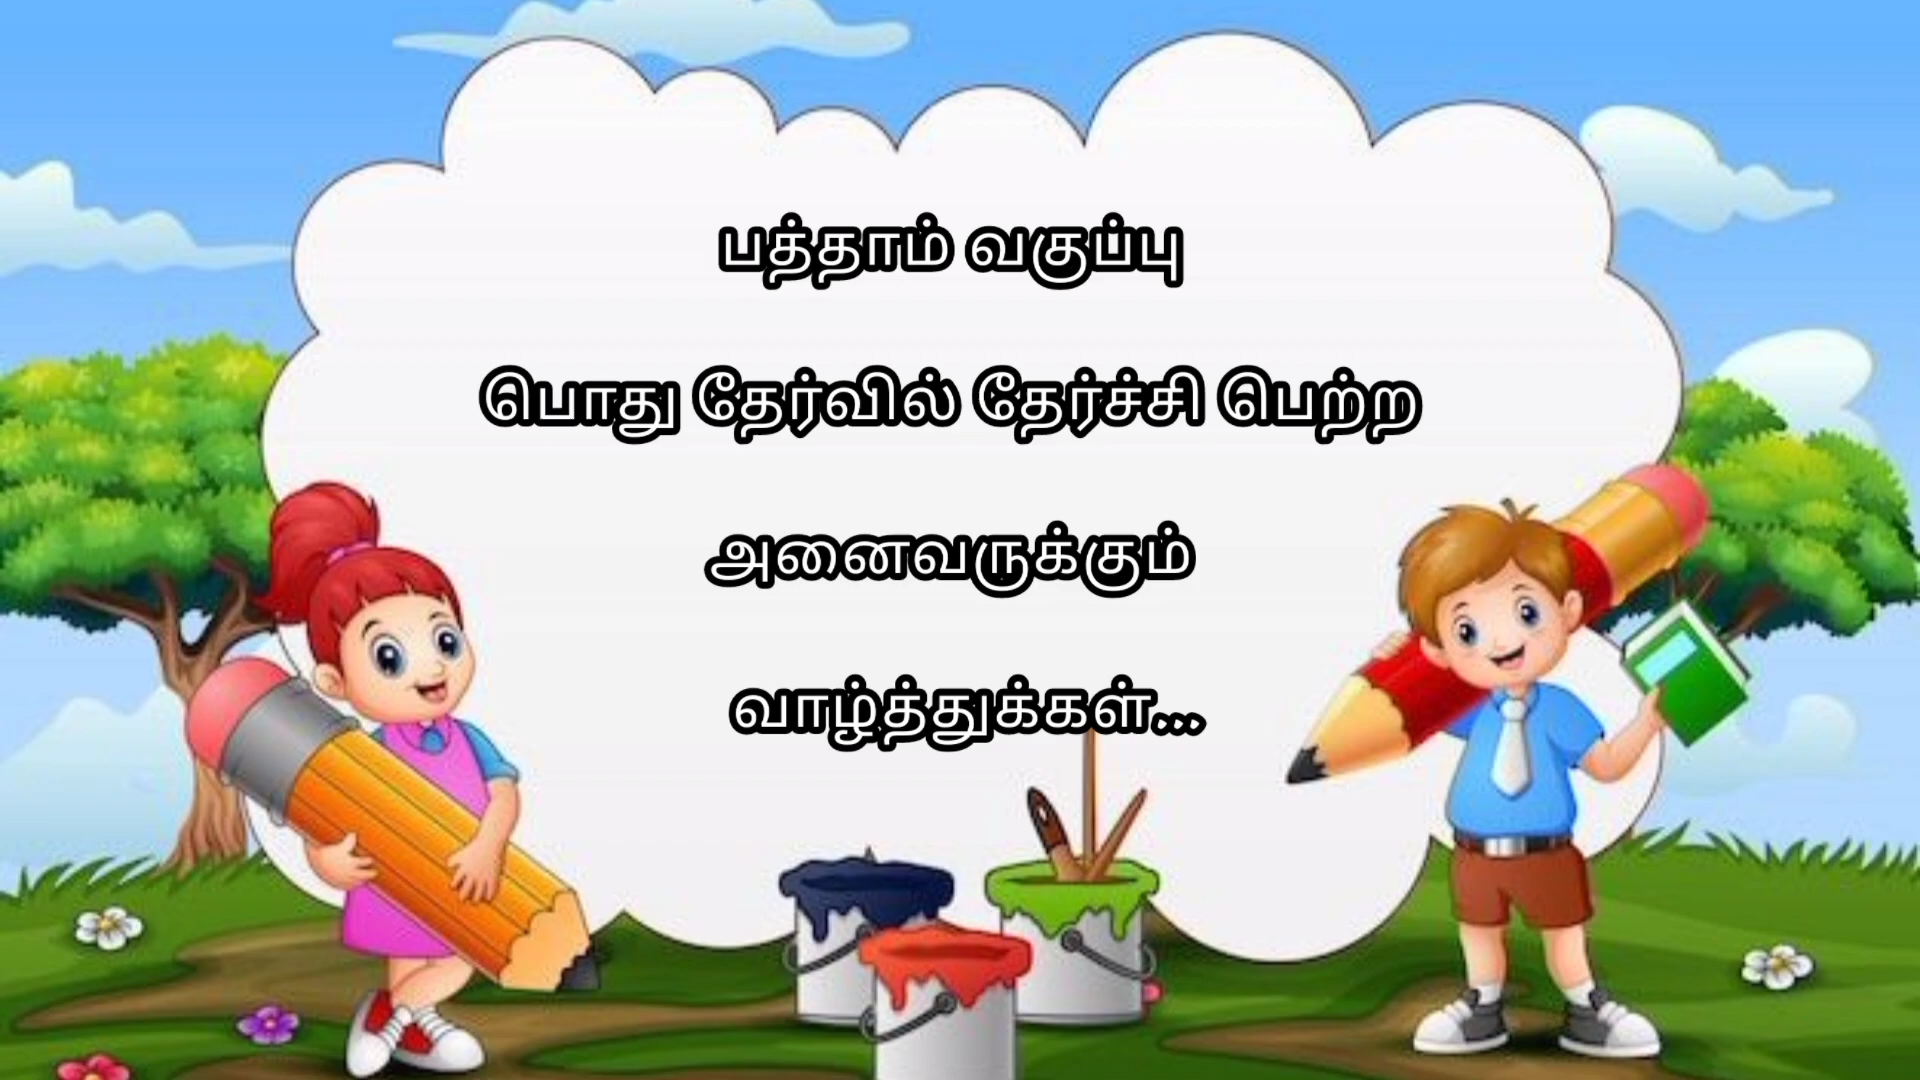 பத்தாம் வகுப்பு
பொது தேர்வில் தேர்ச்சி பெற்ற
அனைவருக்கும்
வாழ்த்துக்கள்...